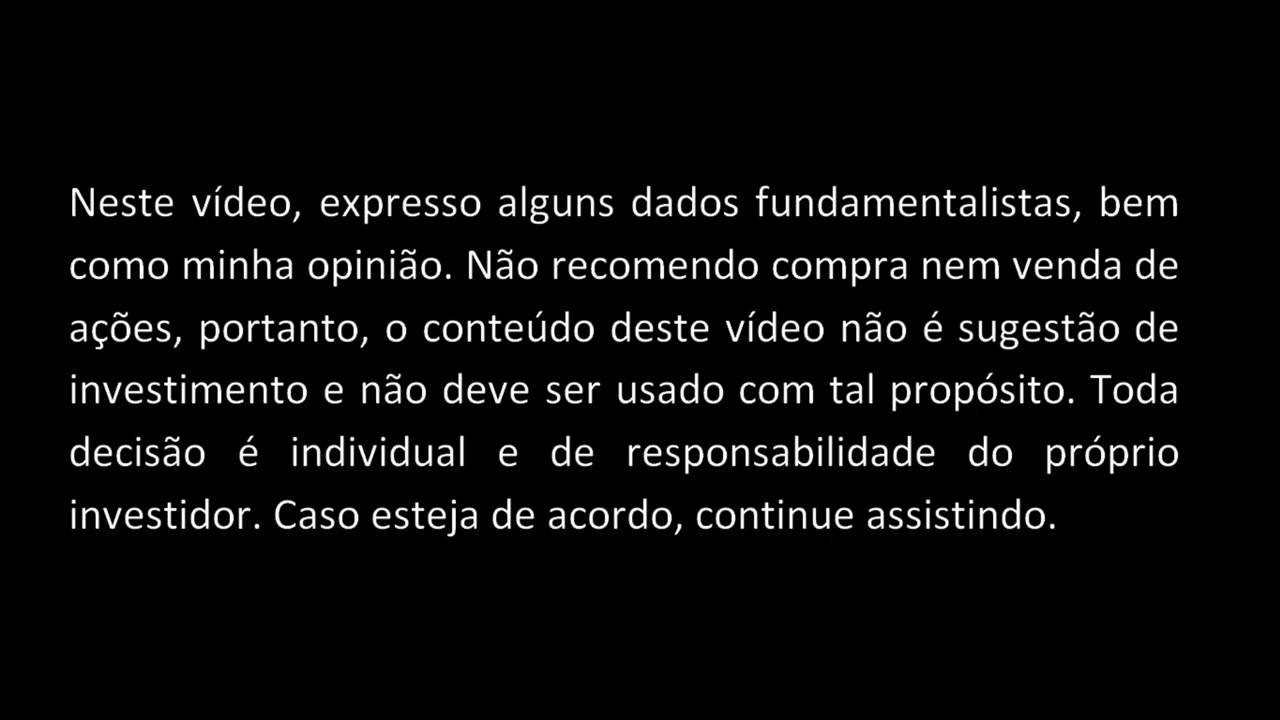 Neste vídeo, expresso alguns dados fundamentalistas, bem
como minha opinião. Não recomendo compra nem venda de
ações, portanto, o conteúdo deste vídeo não é sugestão de
investimento e não deve ser usado com tal propósito. Toda
decisão é individual e de responsabilidade do próprio
investidor. Caso esteja de acordo, continue assistindo.